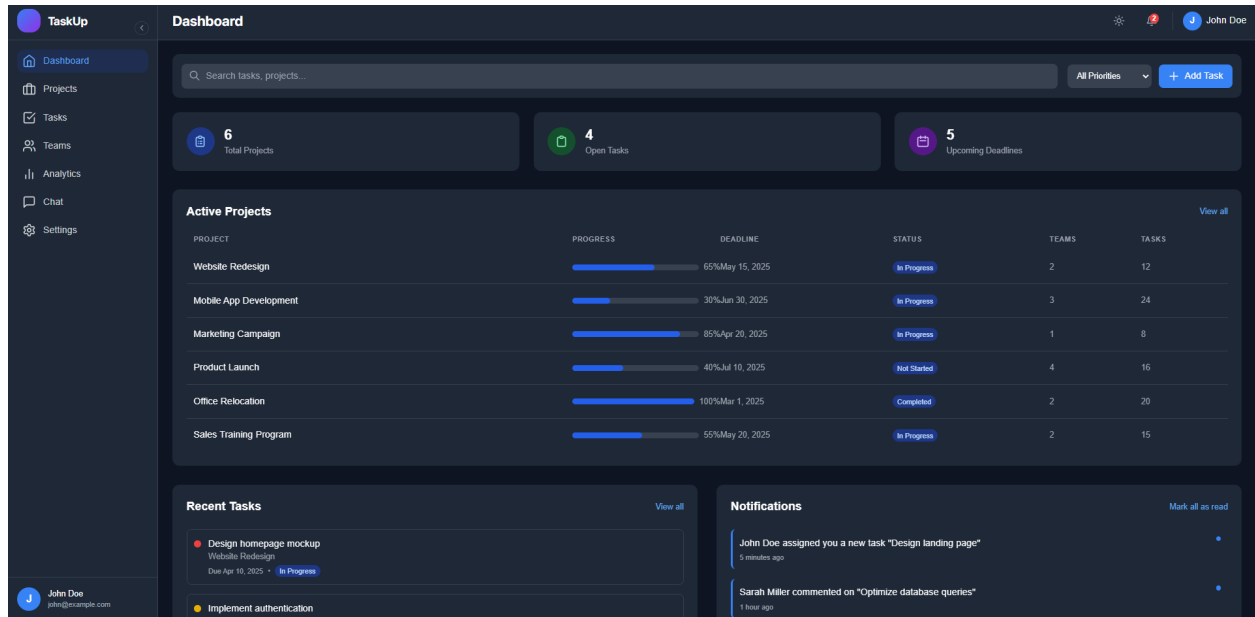 TaskUp
Dashboard
2
J
John Doe
Dashboard
Projects
Tasks
Teams
Analytics
Chat
Settings
J
John Doe
john@example.com
Search tasks, projects...
All Priorities
Add Task
6
Total Projects
4
Open Tasks
5
Upcoming Deadlines
Active Projects
View all
PROJECT PROGRESS DEADLINE STATUS TEAMS TASKS
Website Redesign 65% May 15, 2025 In Progress 2 12
Mobile App Development 30% Jun 30, 2025 In Progress 3 24
Marketing Campaign 85% Apr 20, 2025 In Progress 1 8
Product Launch 40% Jul 10, 2025 Not Started 4 16
Office Relocation 100% Mar 1, 2025 Completed 2 20
Sales Training Program 55% May 20, 2025 In Progress 2 15
Recent Tasks
View all
Design homepage mockup
Website Redesign
Due Apr 10, 2025 • In Progress
Implement authentication
Notifications
Mark all as read
John Doe assigned you a new task "Design landing page"
5 minutes ago
Sarah Miller commented on "Optimize database queries"
1 hour ago